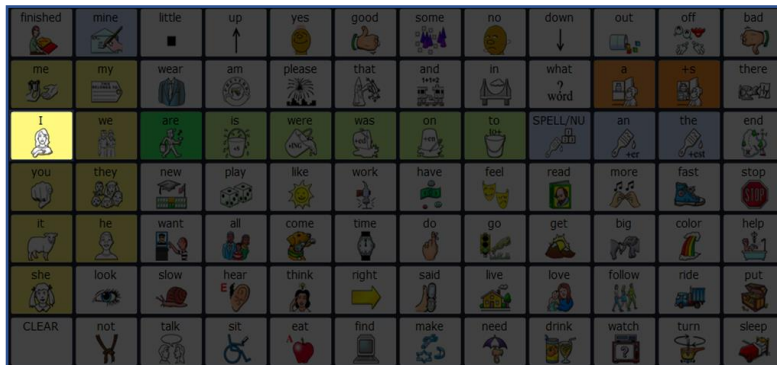 finished mine little up yes good some no down out off bad
me my wear am please that and in what a +s there
I we are is were was on to SPELL/NU an the end
you they new play like work have feel read more fast stop
it he want all come time do go get big color help
she look slow hear think right said live love follow ride put
CLEAR not talk sit eat find make need drink watch turn sleep